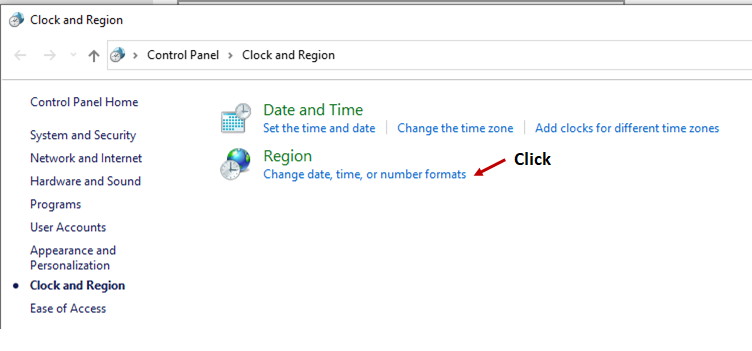 Clock and Region
Control Panel > Clock and Region
Control Panel Home
System and Security
Network and Internet
Hardware and Sound
Programs
User Accounts
Appearance and
Personalization
Clock and Region
Ease of Access
Date and Time
Set the time and date Change the time zone Add clocks for different time zones
Region
Change date, time, or number formats
Click